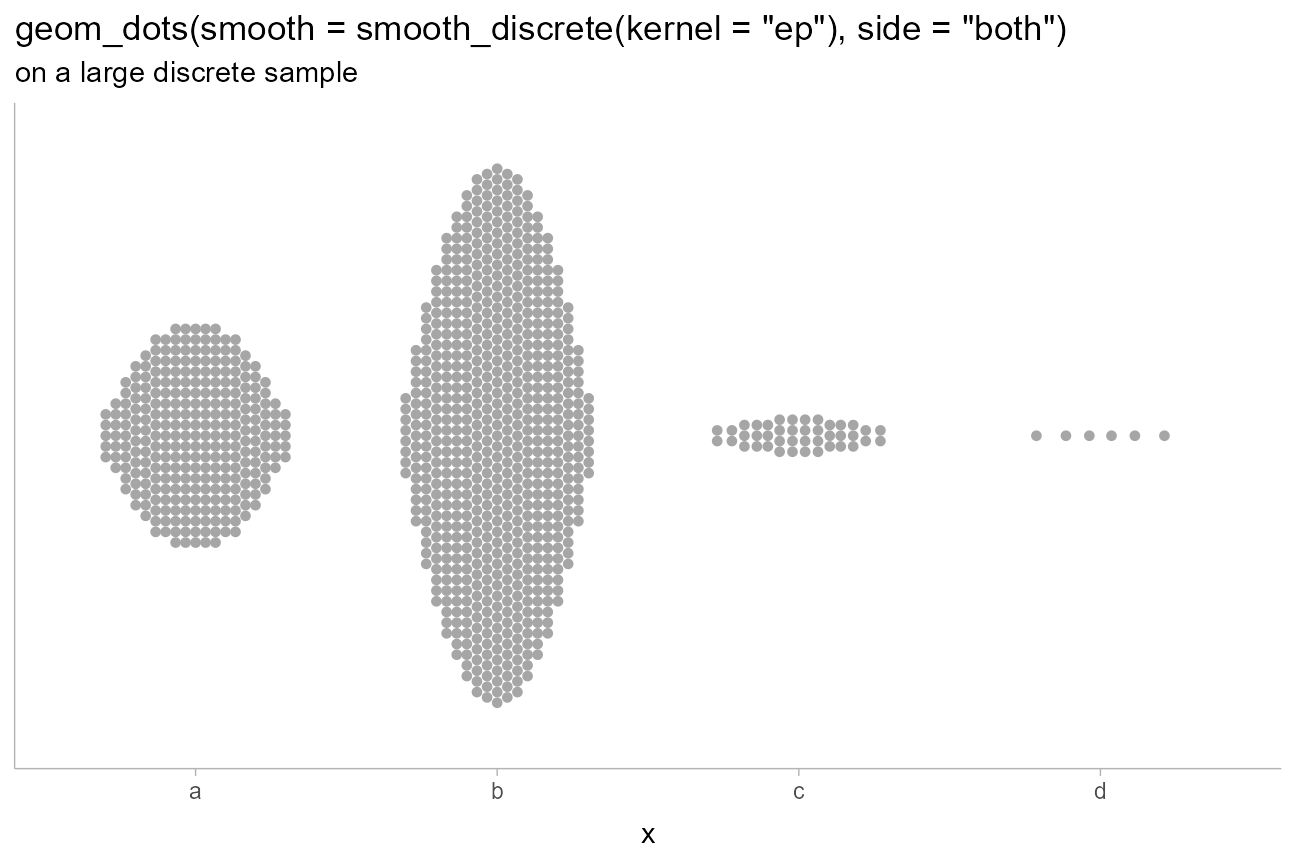 geom_dots(smooth = smooth_discrete(kernel = "ep"), side = "both")
on a large discrete sample
a b c d
x